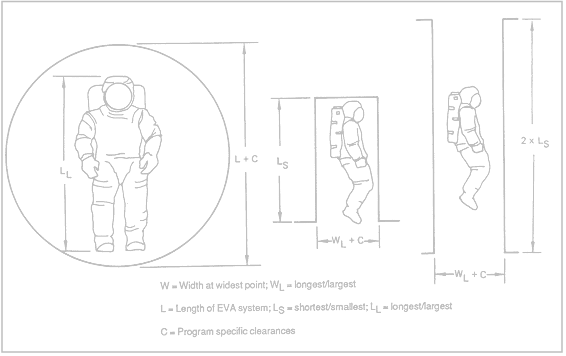 L_L
L + C
L_S
W_L + C
2 × L_S
W_L + C
W = Width at widest point; W_L = longest/largest
L = Length of EVA system; L_S = shortest/smallest; L_L = longest/largest
C = Program specific clearances